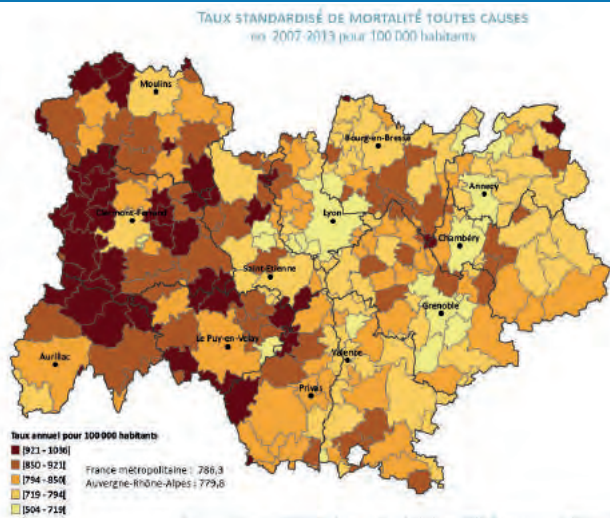 TAUX STANDARDISÉ DE MORTALITÉ TOUTES CAUSES
en 2007-2013 pour 100 000 habitants
Moulins
Bourg-en-Bresse
Annecy
Clermont-Ferrand
Lyon
Chambéry
Saint-Etienne
Grenoble
Le Puy-en-Velay
Aurillac
Valence
Privas
Taux annuel pour 100 000 habitants
[921 - 1036[
[850 - 921[
[794 - 850[
[719 - 794[
[504 - 719[
France métropolitaine : 786,3
Auvergne-Rhône-Alpes : 779,8